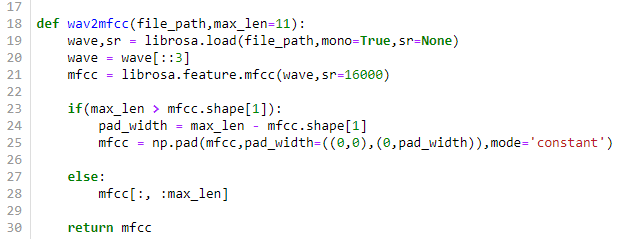 17
18 def wav2mfcc(file_path,max_len=11):
19     wave,sr = librosa.load(file_path,mono=True,sr=None)
20     wave = wave[::3]
21     mfcc = librosa.feature.mfcc(wave,sr=16000)
22
23     if(max_len > mfcc.shape[1]):
24         pad_width = max_len - mfcc.shape[1]
25         mfcc = np.pad(mfcc,pad_width=((0,0),(0,pad_width)),mode='constant')
26
27     else:
28         mfcc[:, :max_len]
29
30     return mfcc